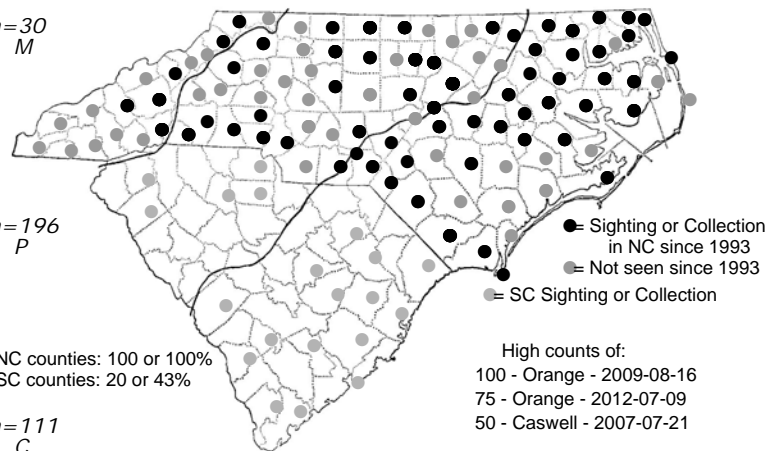 n=30
M
n=196
P
= Sighting or Collection
in NC since 1993
= Not seen since 1993
= SC Sighting or Collection
NC counties: 100 or 100%
SC counties: 20 or 43%
High counts of:
100 - Orange - 2009-08-16
75 - Orange - 2012-07-09
50 - Caswell - 2007-07-21
n=111
C